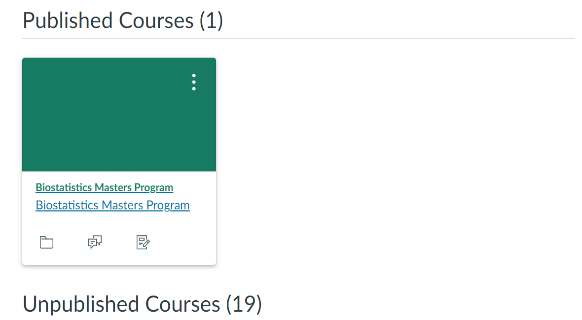 Published Courses (1)
Biostatistics Masters Program
Biostatistics Masters Program
Unpublished Courses (19)